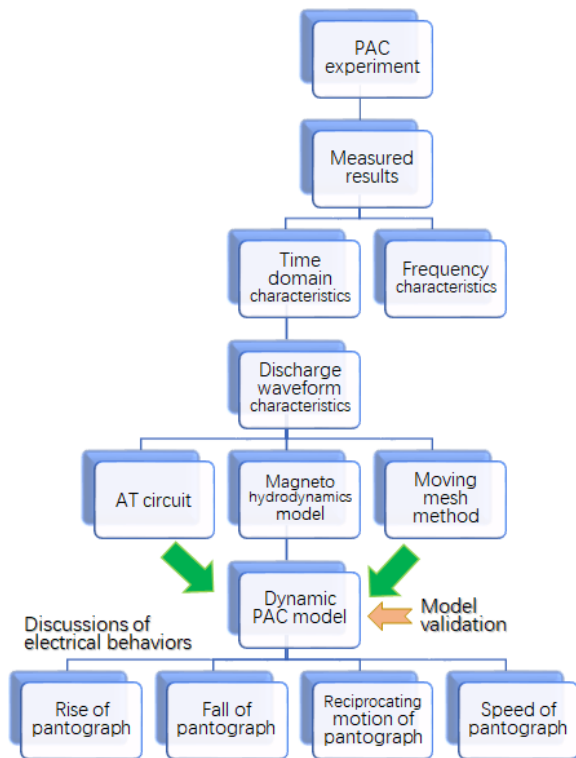 PAC
experiment
Measured
results
Time
domain
characteristics
Frequency
characteristics
Discharge
waveform
characteristics
AT circuit
Magneto
hydrodynamics
model
Moving
mesh
method
Dynamic
PAC model
Model
validation
Discussions of
electrical behaviors
Rise of
pantograph
Fall of
pantograph
Reciprocating
motion of
pantograph
Speed of
pantograph